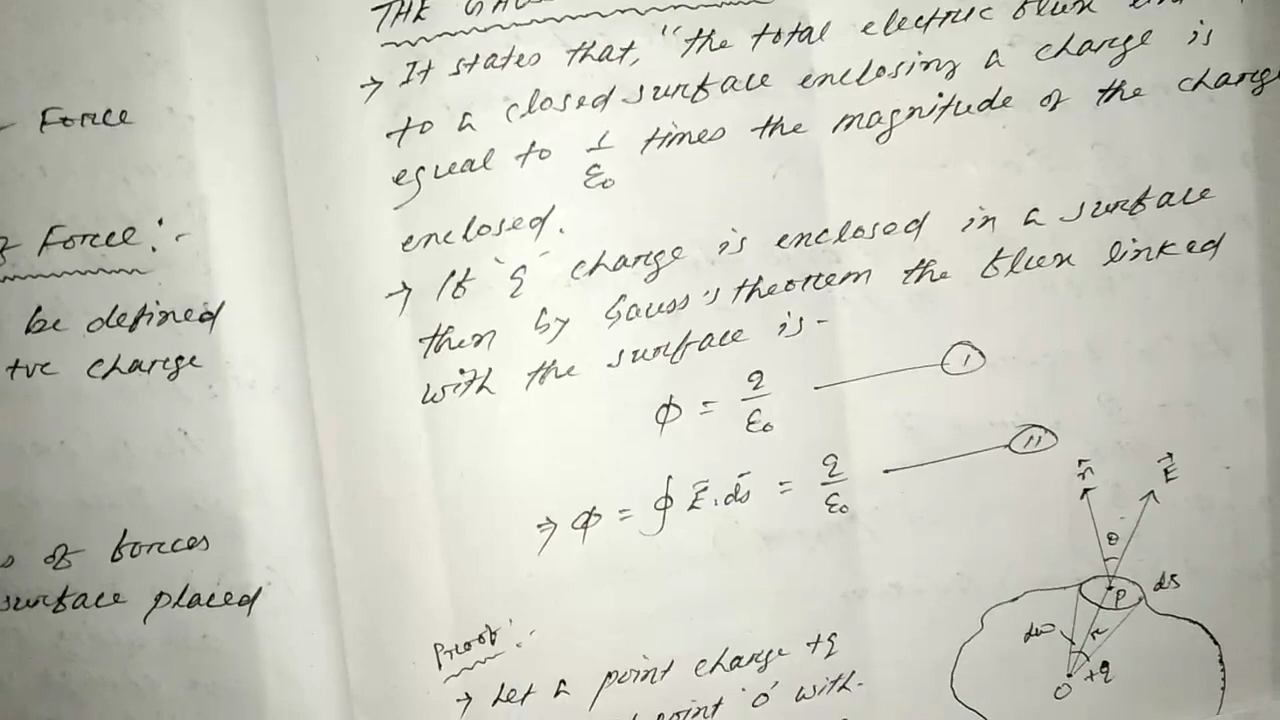 Force
Force :-
be defined
tve charge
of forces
surface placed
THE
→ It states that, "the total electric flux
to a closed surface enclosing a charge is
equal to 1/ε₀ times the magnitude of the charge
enclosed.
→ If 'q' charge is enclosed in a surface
then by Gauss's theorem the flux linked
with the surface is -
ϕ = q/ε₀ — I
⇒ ϕ = ∮ E⃗.ds⃗ = q/ε₀ — II
n⃗ E⃗
θ
P ds
dω r
O +q
Proof :-
→ Let a point charge +q
point 'O' with